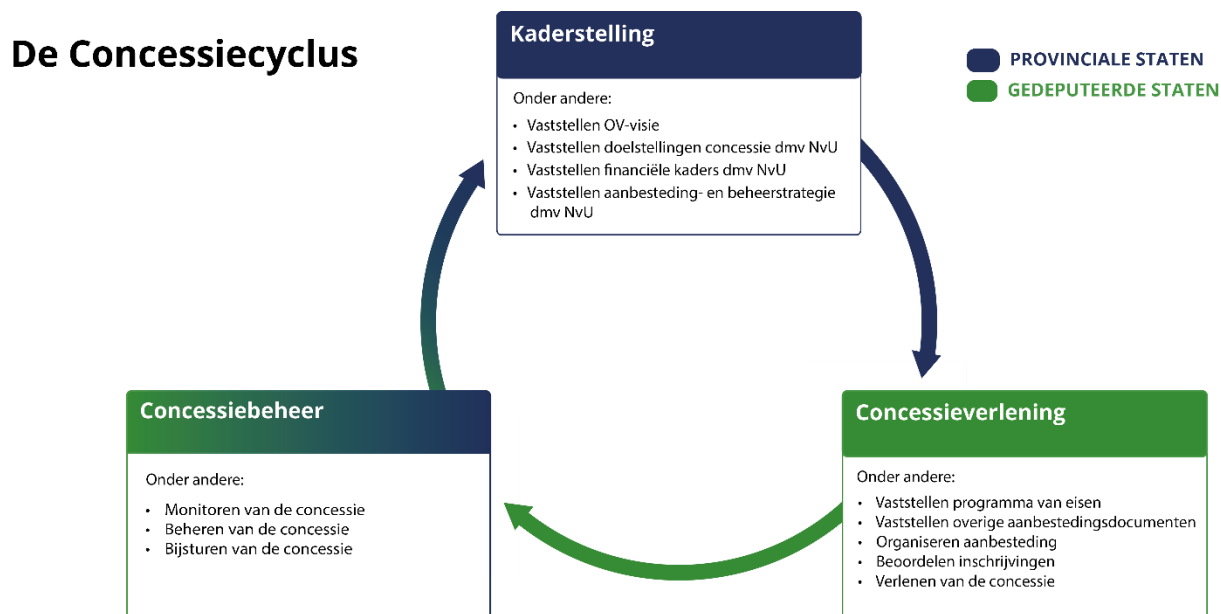 De Concessiecyclus
Kaderstelling
Onder andere:
• Vaststellen OV-visie
• Vaststellen doelstellingen concessie dmv NvU
• Vaststellen financiële kaders dmv NvU
• Vaststellen aanbesteding- en beheerstrategie
dmv NvU
PROVINCIALE STATEN
GEDEPUTEERDE STATEN
Concessiebeheer
Onder andere:
• Monitoren van de concessie
• Beheren van de concessie
• Bijsturen van de concessie
Concessieverlening
Onder andere:
• Vaststellen programma van eisen
• Vaststellen overige aanbestedingsdocumenten
• Organiseren aanbesteding
• Beoordelen inschrijvingen
• Verlenen van de concessie